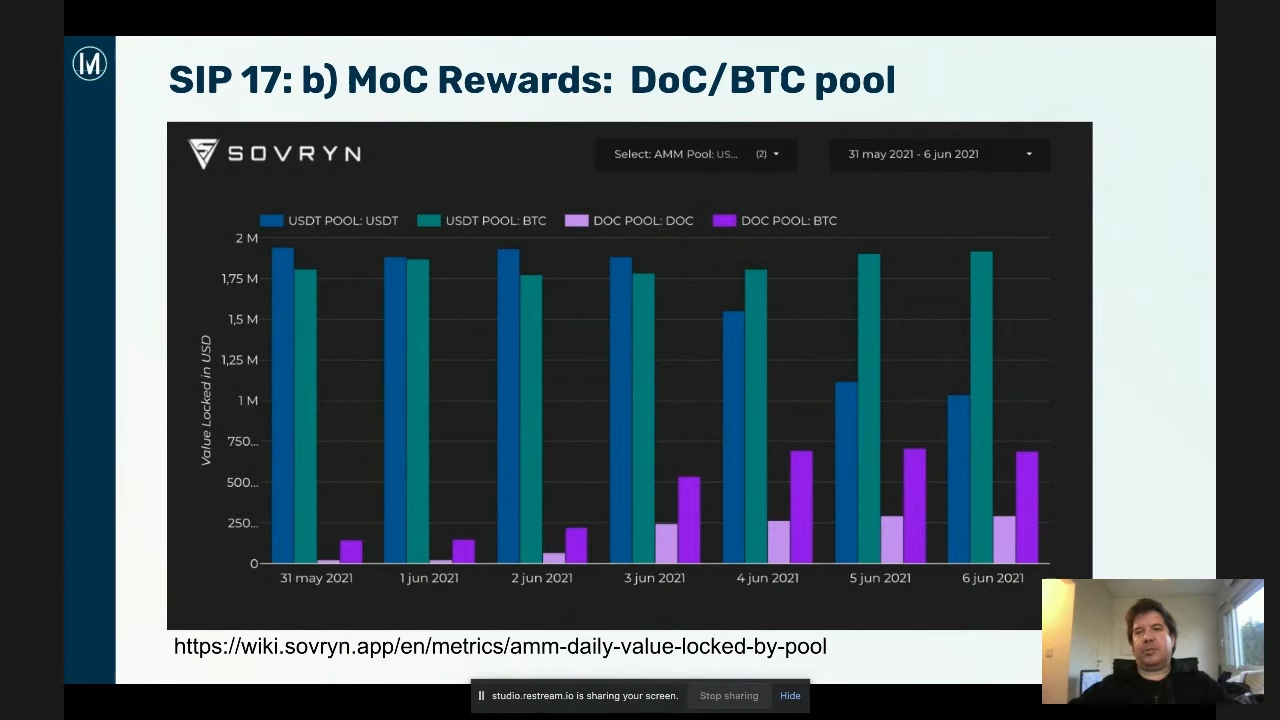 M
SIP 17: b) MoC Rewards: DoC/BTC pool
SOVRYN
Select: AMM Pool: US... (2)
31 may 2021 - 6 jun 2021
USDT POOL: USDT USDT POOL: BTC DOC POOL: DOC DOC POOL: BTC
2 M
1,75 M
1,5 M
1,25 M
1 M
750...
500...
250...
0
Value Locked in USD
31 may 2021 1 jun 2021 2 jun 2021 3 jun 2021 4 jun 2021 5 jun 2021 6 jun 2021
https://wiki.sovryn.app/en/metrics/amm-daily-value-locked-by-pool
studio.restream.io is sharing your screen. Stop sharing Hide